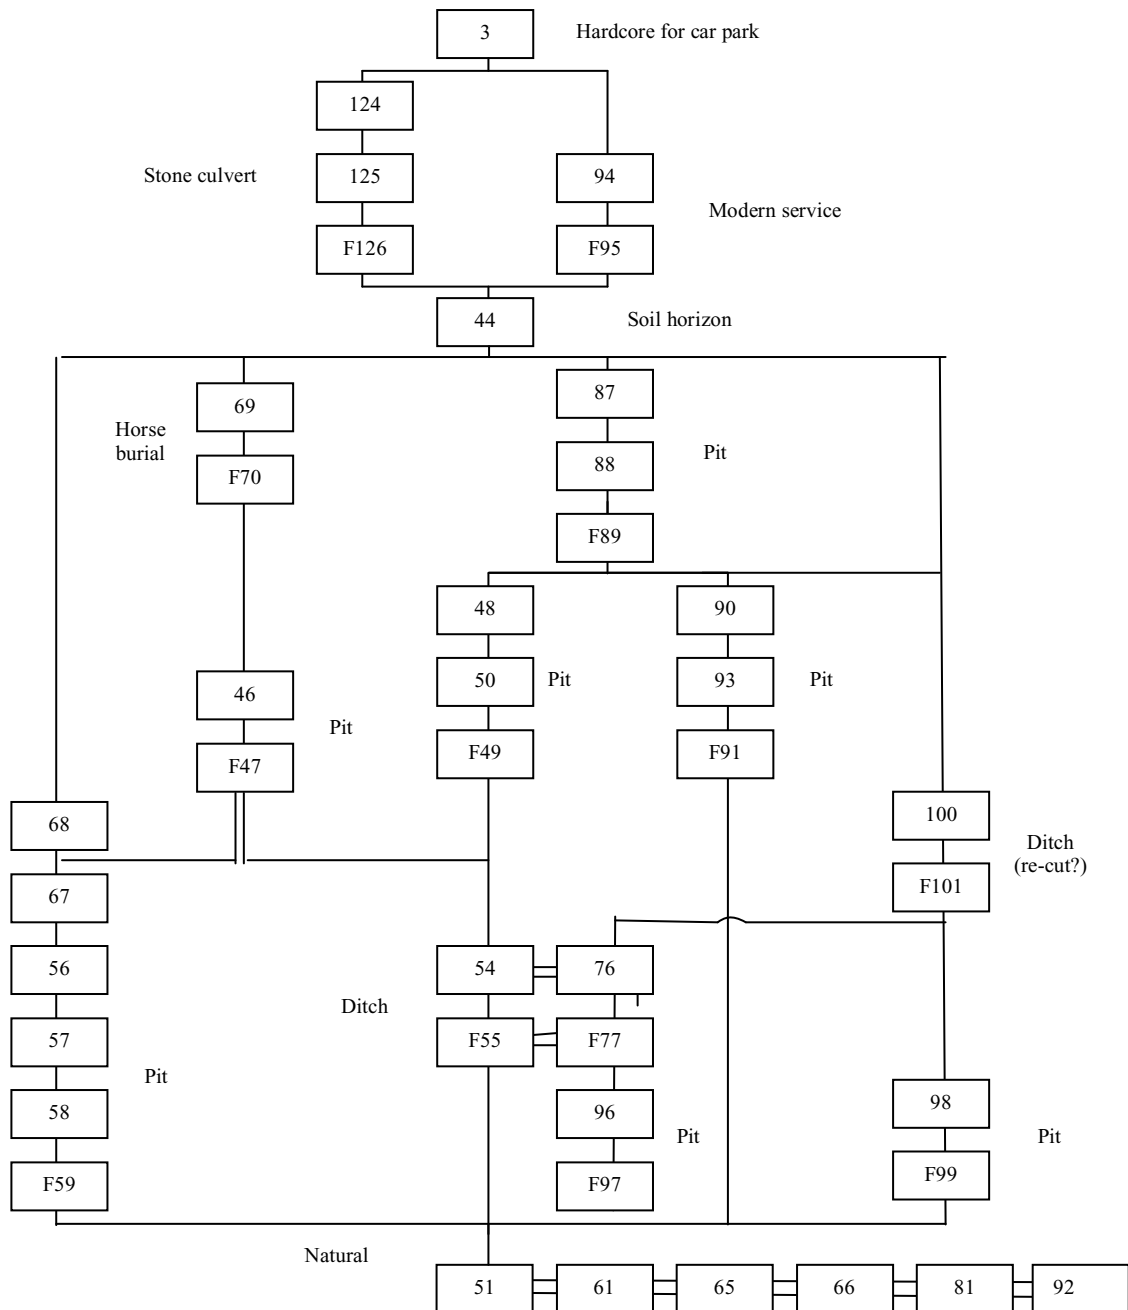 3 Hardcore for car park
124
Stone culvert 125 94
Modern service
F126 F95
44 Soil horizon
87
69
Horse
burial
88 Pit
F70
F89
48 90
50 Pit 93 Pit
46
Pit
F49 F91
F47
100
68
Ditch
(re-cut?)
F101
67
56 54 76
Ditch
57 F55 F77
Pit
98
58 96
Pit Pit
F99
F59 F97
Natural
51 61 65 66 81 92